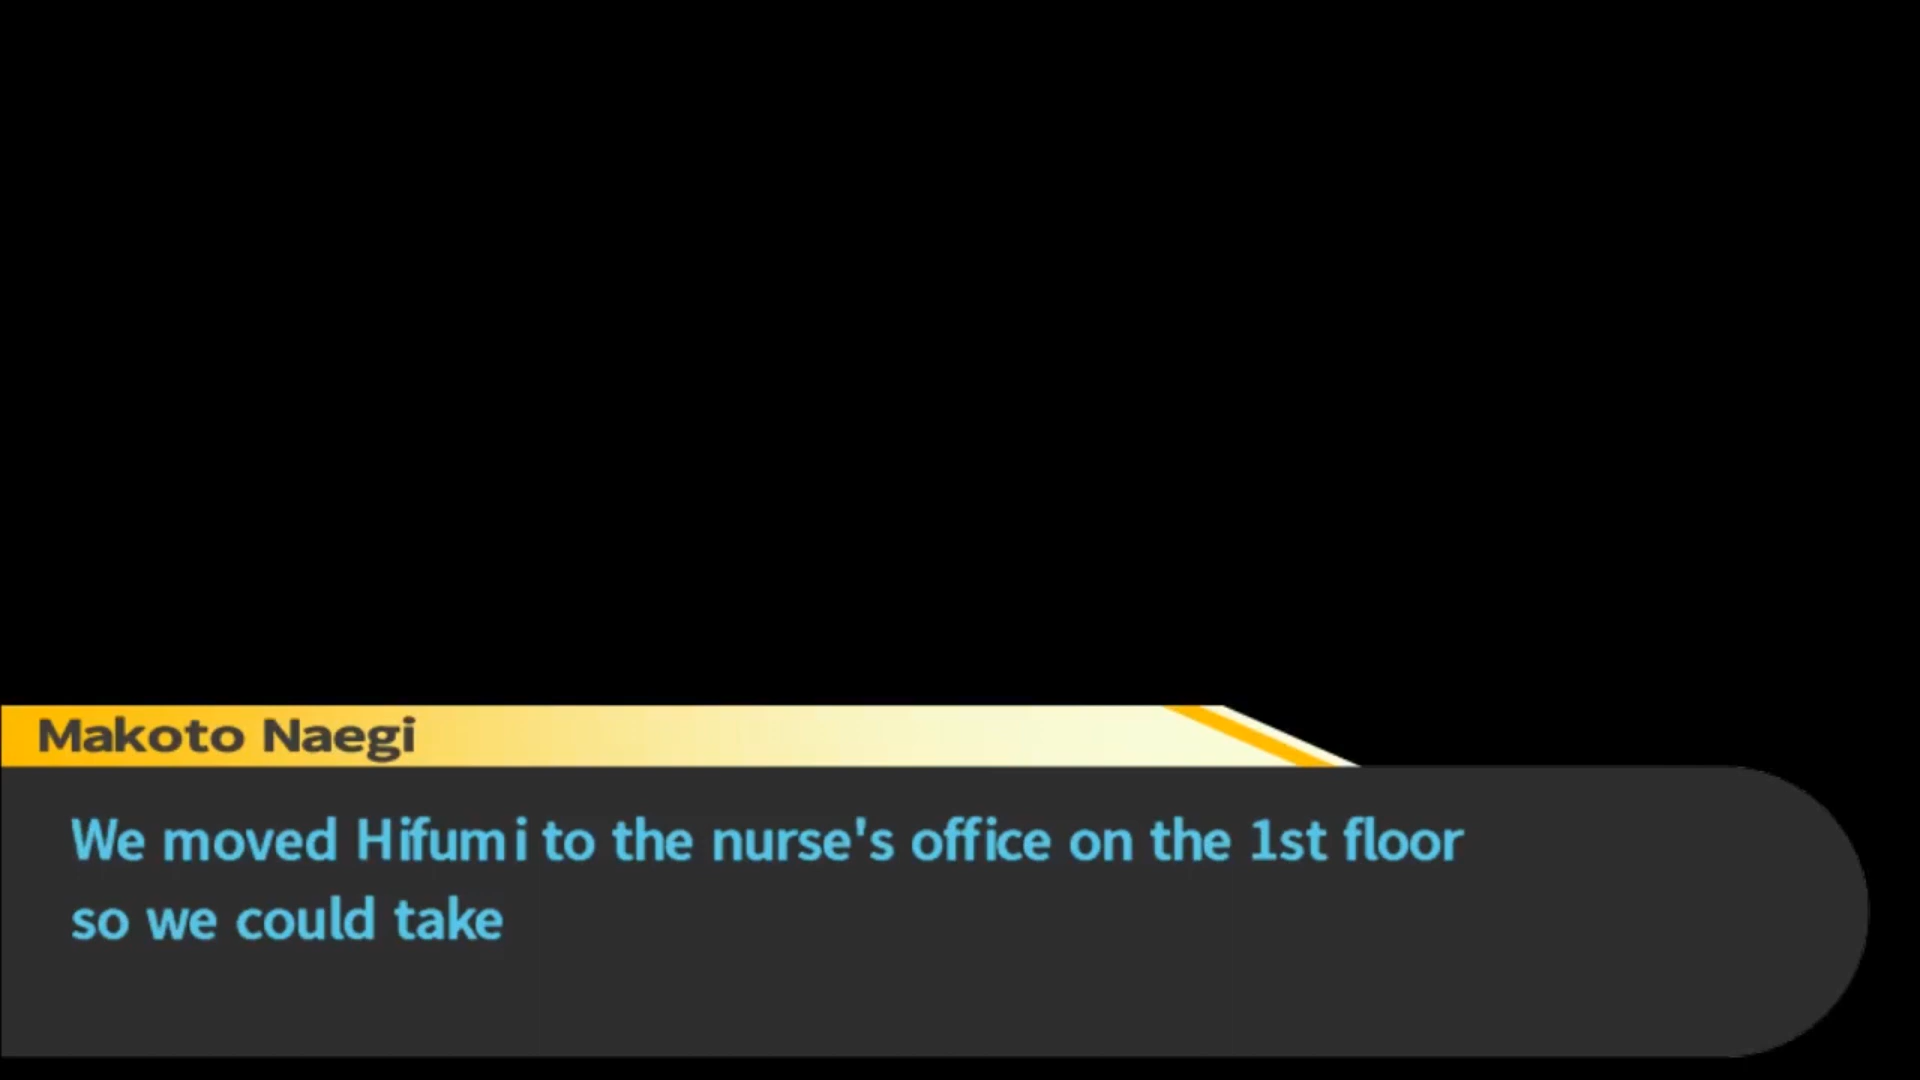 Makoto Naegi
We moved Hifumi to the nurse's office on the 1st floor
so we could take